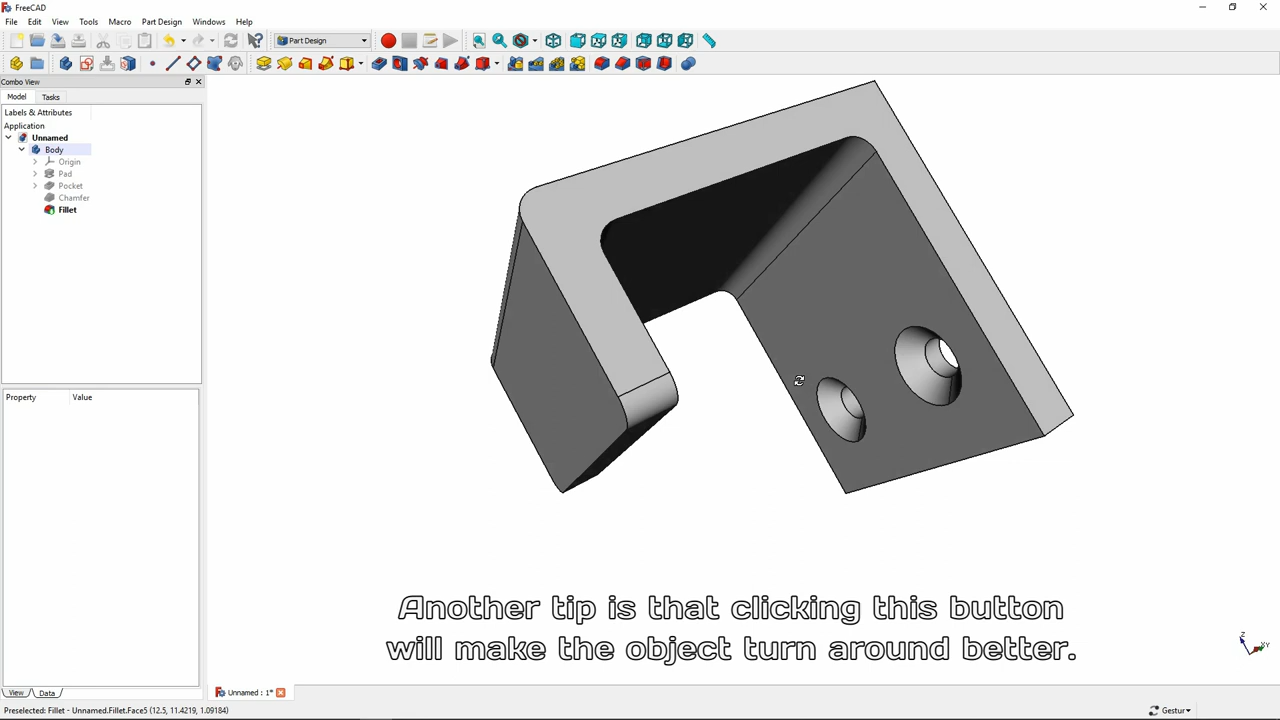 FreeCAD
File Edit View Tools Macro Part Design Windows Help
Part Design
Combo View
Model Tasks
Labels & Attributes
Application
Unnamed
Body
Origin
Pad
Pocket
Chamfer
Fillet
Property Value
Another tip is that clicking this button
will make the object turn around better.
Z
XY
View Data
Unnamed : 1*
Preselected: Fillet - Unnamed.Fillet.Face5 (12.5, 11.4219, 1.09184)
Gestur